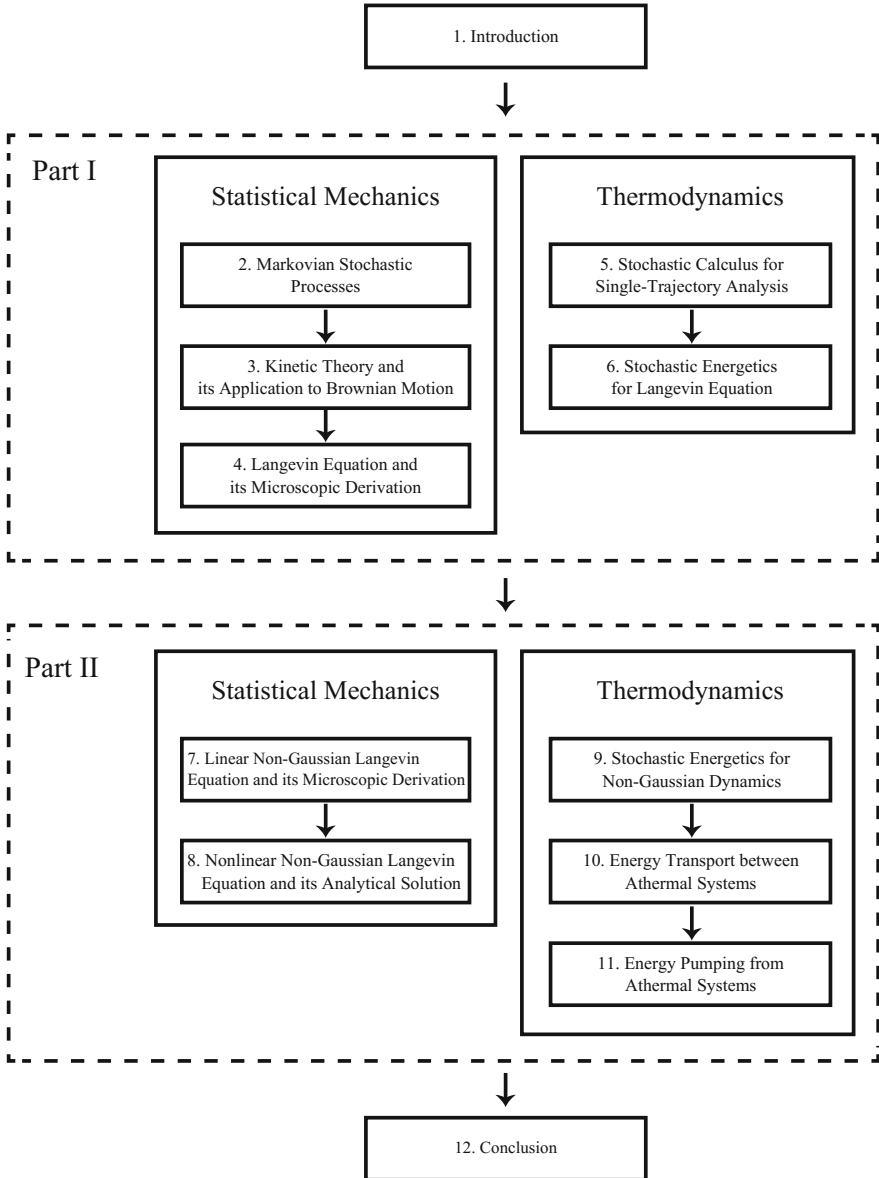 1. Introduction
Part I
Statistical Mechanics
2. Markovian Stochastic
Processes
3. Kinetic Theory and
its Application to Brownian Motion
4. Langevin Equation and
its Microscopic Derivation
Thermodynamics
5. Stochastic Calculus for
Single-Trajectory Analysis
6. Stochastic Energetics
for Langevin Equation
Part II
Statistical Mechanics
7. Linear Non-Gaussian Langevin
Equation and its Microscopic Derivation
8. Nonlinear Non-Gaussian Langevin
Equation and its Analytical Solution
Thermodynamics
9. Stochastic Energetics for
Non-Gaussian Dynamics
10. Energy Transport between
Athermal Systems
11. Energy Pumping from
Athermal Systems
12. Conclusion